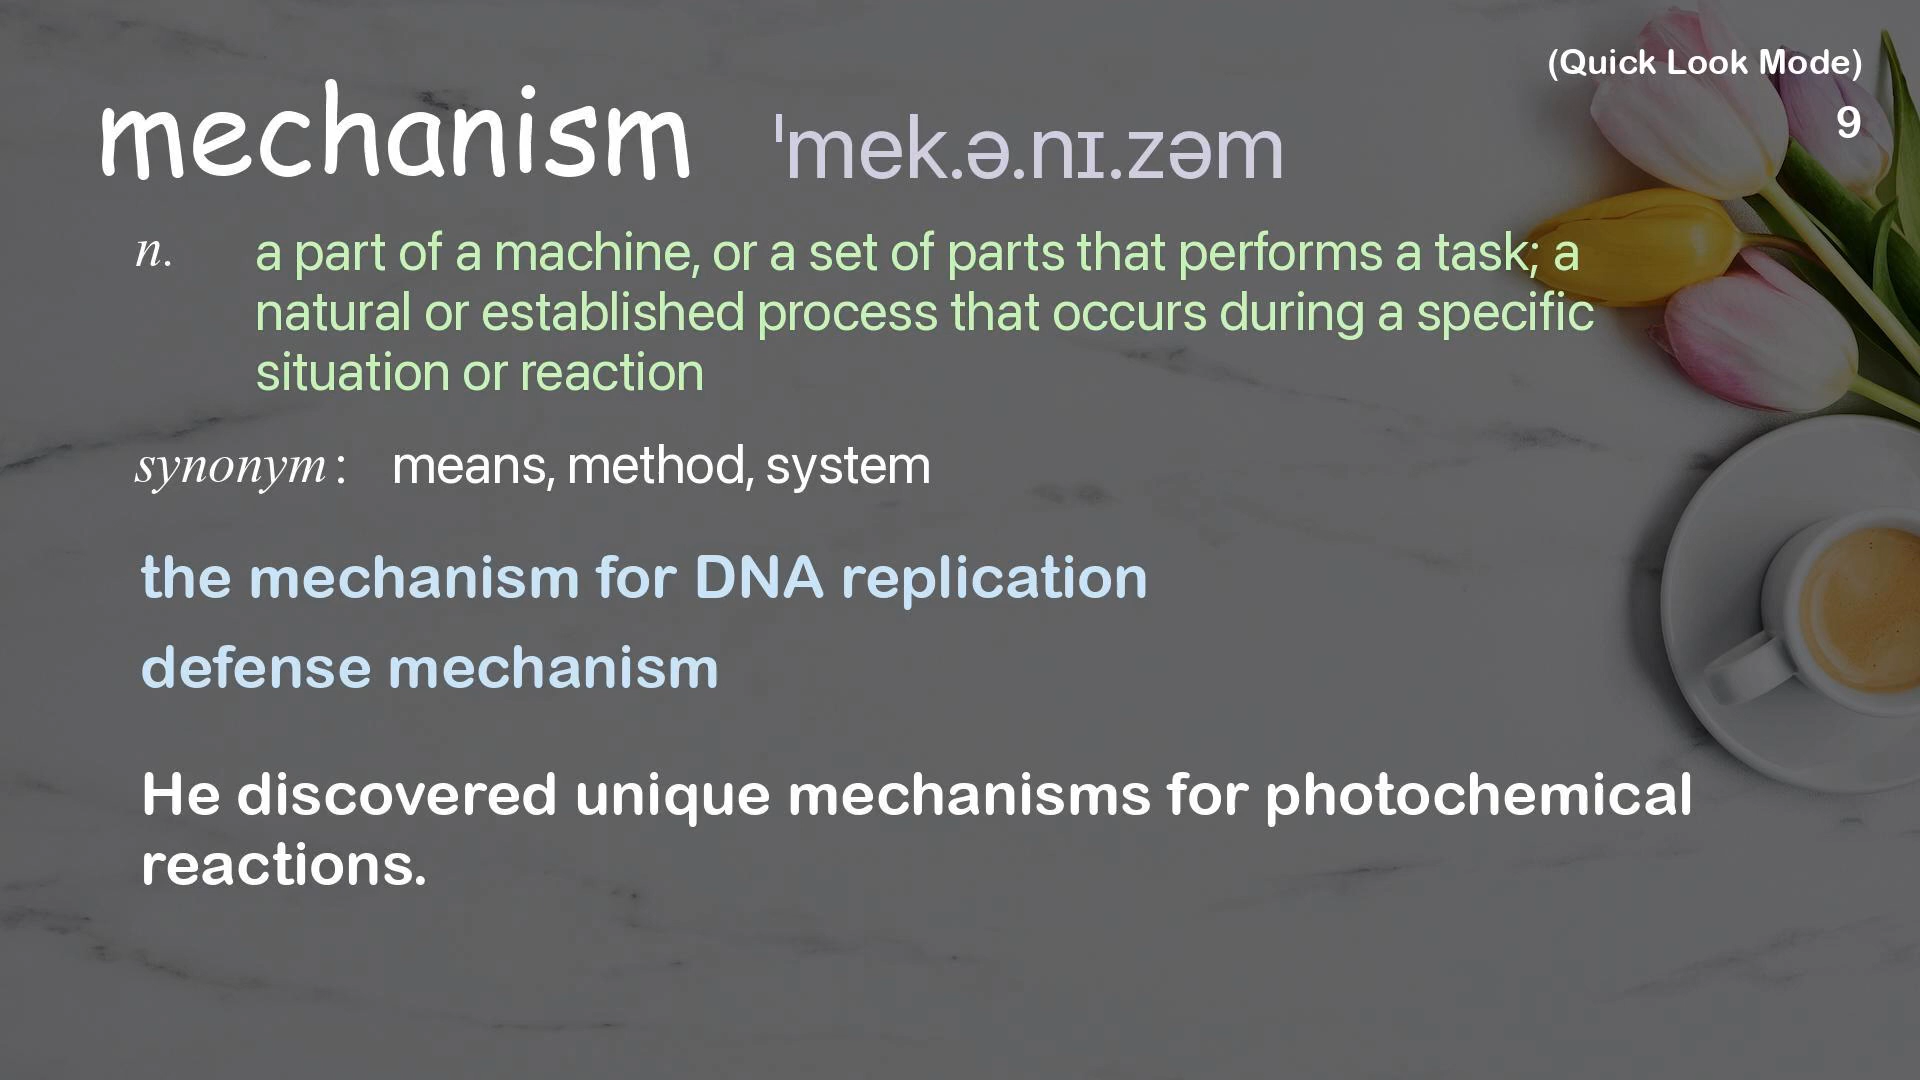 (Quick Look Mode)
9
mechanism ˈmek.ə.nɪ.zəm
n. a part of a machine, or a set of parts that performs a task; a
natural or established process that occurs during a specific
situation or reaction
synonym: means, method, system
the mechanism for DNA replication
defense mechanism
He discovered unique mechanisms for photochemical
reactions.